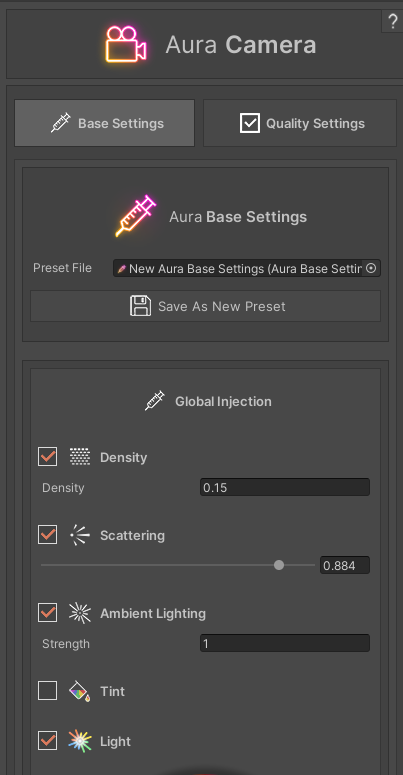 ?
Aura Camera
Base Settings
Quality Settings
Aura Base Settings
Preset File
New Aura Base Settings (Aura Base Settin
Save As New Preset
Global Injection
Density
Density 0.15
Scattering
0.884
Ambient Lighting
Strength 1
Tint
Light